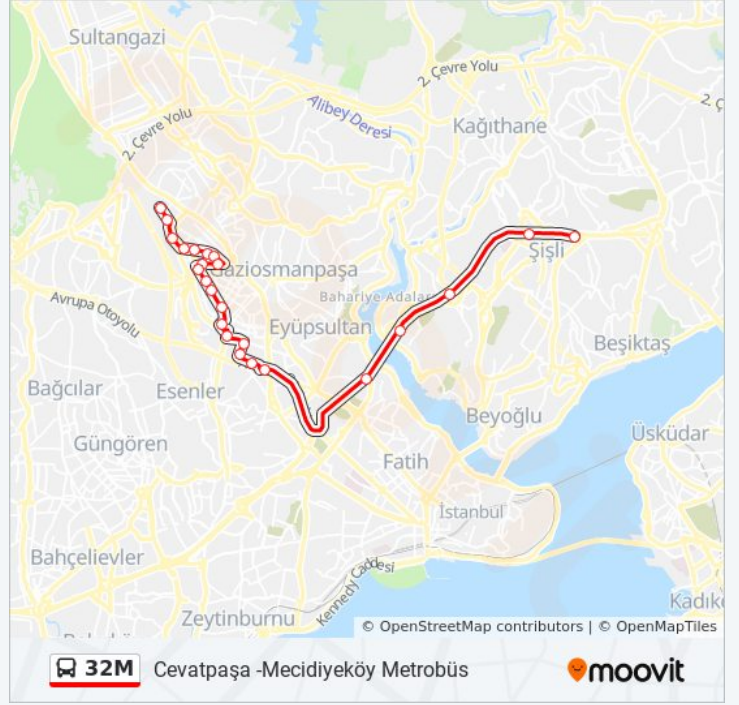 Sultangazi
2. Çevre Yolu
Alibey Deresi
2. Ç
2. Çevre Yolu
Kağıthane
Şişli
Gaziosmanpaşa
Bahariye Adaları
Avrupa Otoyolu
Eyüpsultan
Beşiktaş
Bağcılar
Esenler
Beyoğlu
Üsküdar
Güngören
Fatih
İstanbul
Bahçelievler
Kennedy Caddesi
Zeytinburnu
Kadık
© OpenStreetMap contributors | © OpenMapTiles
32M Cevatpaşa -Mecidiyeköy Metrobüs moovit